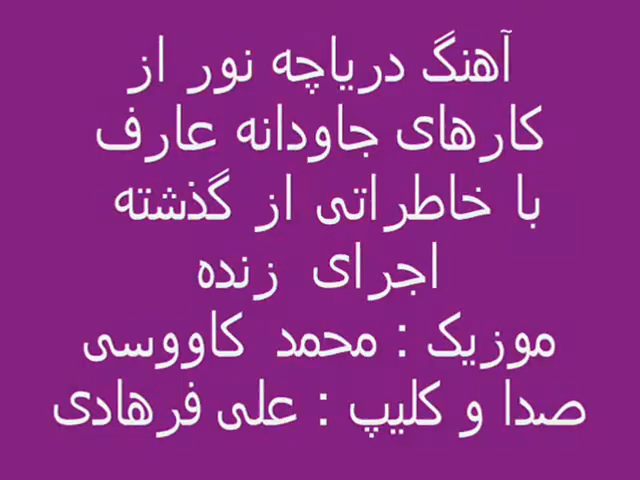 آهنگ دریاچه نور از
کارهای جاودانه عارف
با خاطراتی از گذشته
اجرای زنده
موزیک : محمد کاووسی
صدا و کلیپ : علی فرهادی